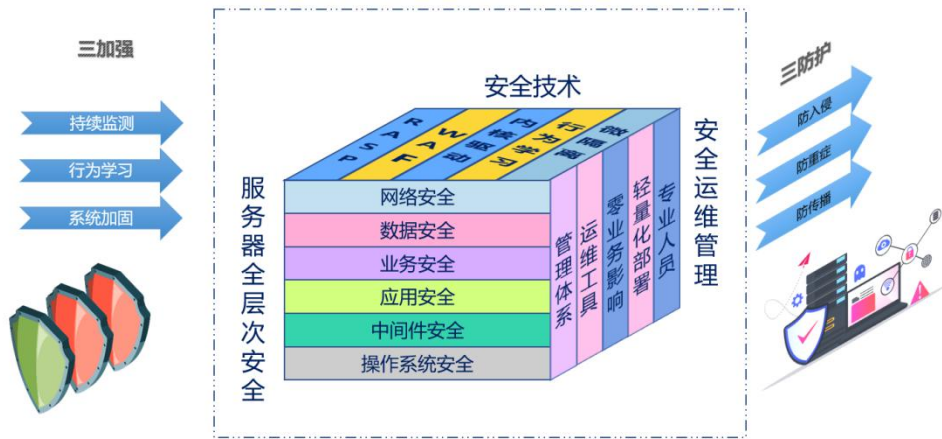 三加强
持续监测
行为学习
系统加固
安全技术
RASP
WAF
内核驱动
行为学习
微隔离
服务器全层次安全
网络安全
数据安全
业务安全
应用安全
中间件安全
操作系统安全
管理体系
运维工具
零业务影响
轻量化部署
专业人员
安全运维管理
三防护
防入侵
防重症
防传播